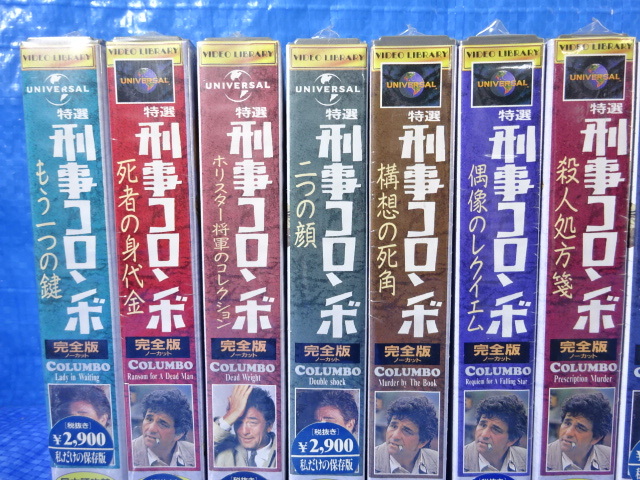 VIDEO LIBRARY
UNIVERSAL
特選
刑事コロンボ
もう一つの鍵
完全版
ノーカット
COLUMBO
Lady in Waiting
[税抜き]
¥2,900
私だけの保存版
UNIVERSAL
特選
刑事コロンボ
死者の身代金
完全版
ノーカット
COLUMBO
Ransom for A Dead Man
VIDEO LIBRARY
UNIVERSAL
特選
刑事コロンボ
ホリスター将軍のコレクション
完全版
ノーカット
COLUMBO
Dead Wright
VIDEO LIBRARY
UNIVERSAL
特選
刑事コロンボ
二つの顔
完全版
ノーカット
COLUMBO
Double shock
[税抜き]
¥2,900
私だけの保存版
VIDEO LIBRARY
UNIVERSAL
特選
刑事コロンボ
構想の死角
完全版
ノーカット
COLUMBO
Murder by The Book
VIDEO LIBRARY
UNIVERSAL
特選
刑事コロンボ
偶像のレクイエム
完全版
ノーカット
COLUMBO
Requiem for A Falling Star
VIDEO LIBRARY
UNIVERSAL
特選
刑事コロンボ
殺人処方箋
完全版
ノーカット
COLUMBO
Prescription Murder